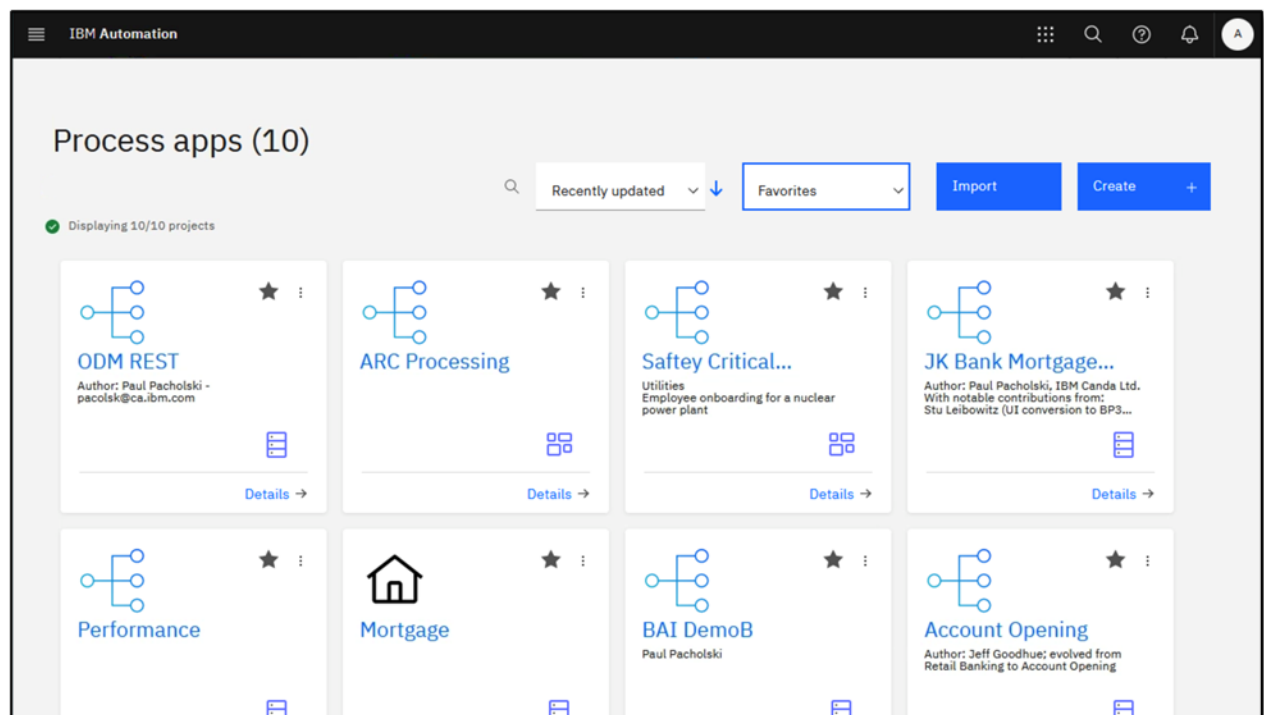 IBM Automation
A
Process apps (10)
Recently updated
Favorites
Import
Create +
Displaying 10/10 projects
ODM REST
Author: Paul Pacholski -
pacolsk@ca.ibm.com
Details →
ARC Processing
Details →
Saftey Critical...
Utilities
Employee onboarding for a nuclear
power plant
Details →
JK Bank Mortgage...
Author: Paul Pacholski, IBM Canda Ltd.
With notable contributions from:
Stu Leibowitz (UI conversion to BP3...
Details →
Performance
Mortgage
BAI DemoB
Paul Pacholski
Account Opening
Author: Jeff Goodhue; evolved from
Retail Banking to Account Opening